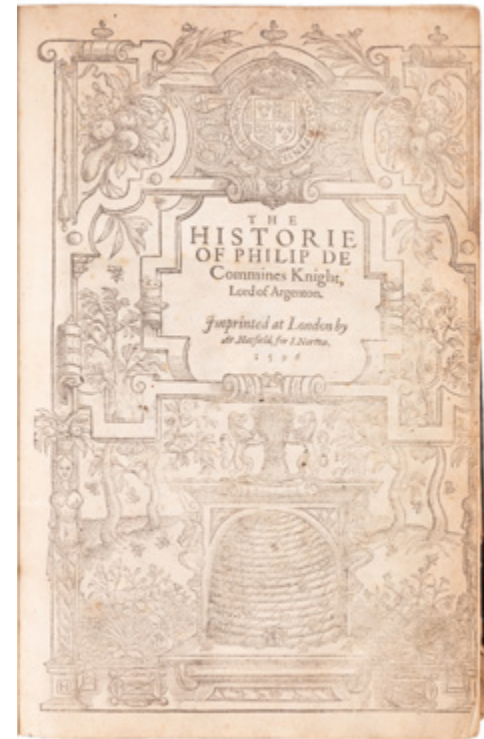 THE
HISTORIE
OF PHILIP DE
Commines Knight,
Lord of Argenton.
Imprinted at London by
Ar. Hatfield, for I. Norton.
1596
H